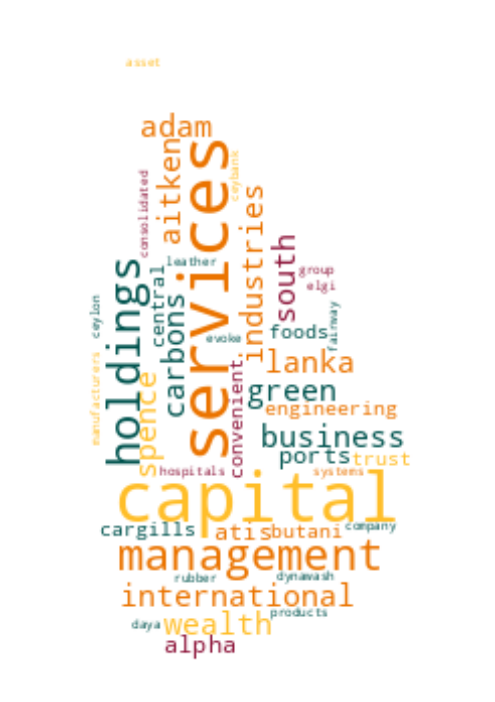 asset
adam
aitken
services
ceybank
consolidated
industries
south
leather
group
elgi
holdings
central
carbons
ceylon
evoke
foods
fairway
lanka
manufacturers
spence
convenient
green
engineering
business
ports
trust
hospitals
systems
capital
cargills
atis
butani
company
management
rubber
dynawash
international
products
daya
wealth
alpha